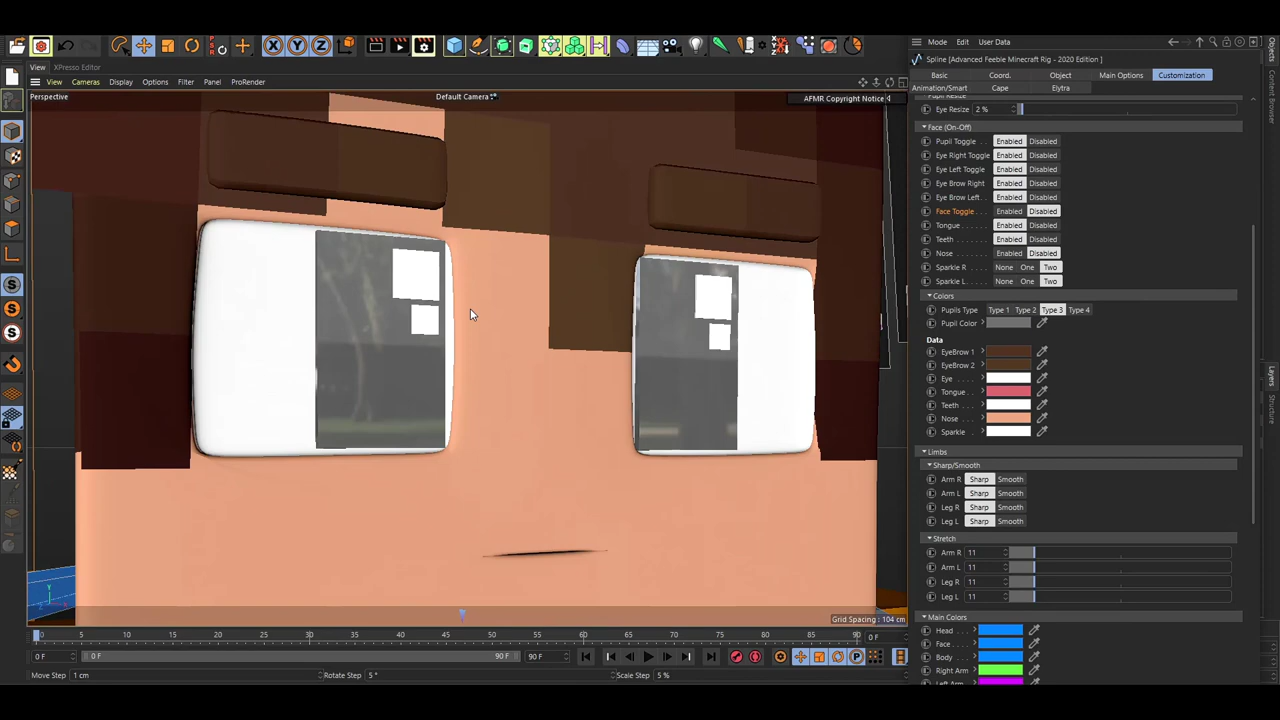 Mode Edit User Data
View XPresso Editor
Spline [Advanced Feebie Minecraft Rig - 2020 Edition ]
Basic Coord. Object Main Options Customization
Animation/Smart Cape Elytra
View Cameras Display Options Filter Panel ProRender
Perspective Default Camera AFMR Copyright Notice
Eye Resize 2 %
Face (On-Off)
Pupil Toggle . . Enabled Disabled
Eye Right Toggle Enabled Disabled
Eye Left Toggle Enabled Disabled
Eye Brow Right Enabled Disabled
Eye Brow Left . Enabled Disabled
Face Toggle . . . Enabled Disabled
Tongue . . . . . Enabled Disabled
Teeth . . . . . . Enabled Disabled
Nose . . . . . . Enabled Disabled
Sparkle R None One Two
Sparkle L None One Two
Colors
Pupils Type Type 1 Type 2 Type 3 Type 4
Pupil Color
Data
EyeBrow 1
EyeBrow 2
Eye . . . .
Tongue . .
Teeth . . .
Nose . . .
Sparkle . .
Limbs
Sharp/Smooth
Arm R Sharp Smooth
Arm L Sharp Smooth
Leg R Sharp Smooth
Leg L Sharp Smooth
Stretch
Arm R 11
Arm L 11
Leg R 11
Leg L 11
Main Colors
Head . . .
Face . . .
Body . . .
Right Arm
Left Arm
Objects
Content Browser
Layers
Structure
Y
Grid Spacing : 104 cm
0 5 10 15 20 25 30 35 40 45 50 55 60 65 70 75 80 85 90 0 F
0 F 0 F 90 F 90 F
Move Step 1 cm Rotate Step 5 ° Scale Step 5 %